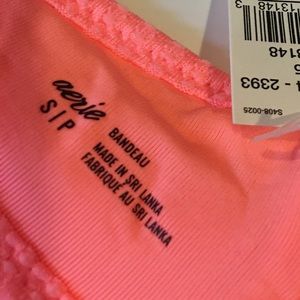 aerie
S|P
BANDEAU
MADE IN SRI LANKA
FABRIQUÉ AU SRI LANKA
13148
3148
- 2393
S408-0025